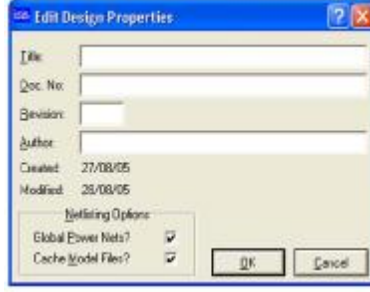 Edit Design Properties
Title:
Doc. No:
Revision:
Author:
Created: 27/08/05
Modified: 28/08/05
Netlisting Options
Global Power Nets?
Cache Model Files?
OK Cancel